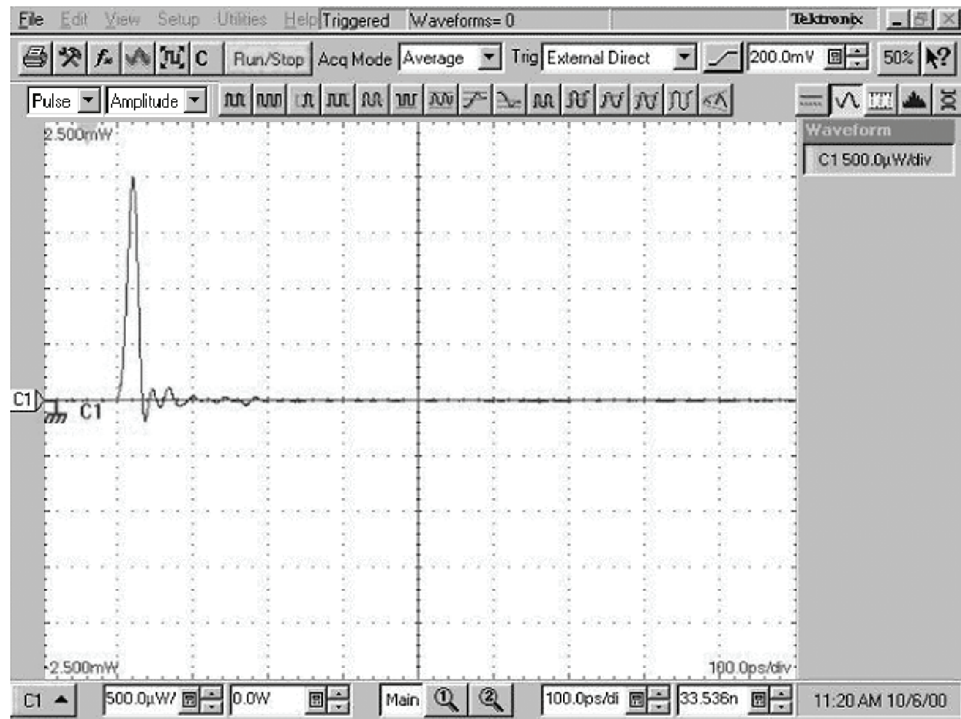 File Edit View Setup Utilities Help Triggered Waveforms= 0 Tektronix
C Run/Stop Acq Mode Average Trig External Direct 200.0mV 50%
Pulse Amplitude
2.500mW
Waveform
C1 500.0µW/div
C1
C1
-2.500mW 100.0ps/div
C1 500.0µW/ 0.0W Main 1 2 100.0ps/di 33.536n 11:20 AM 10/6/00